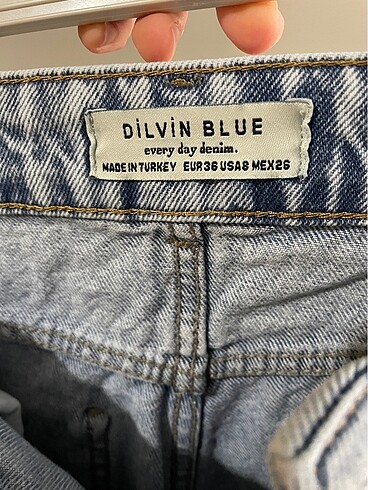 DİLVİN BLUE
every day denim.
MADE IN TURKEY EUR36 USA8 MEX26